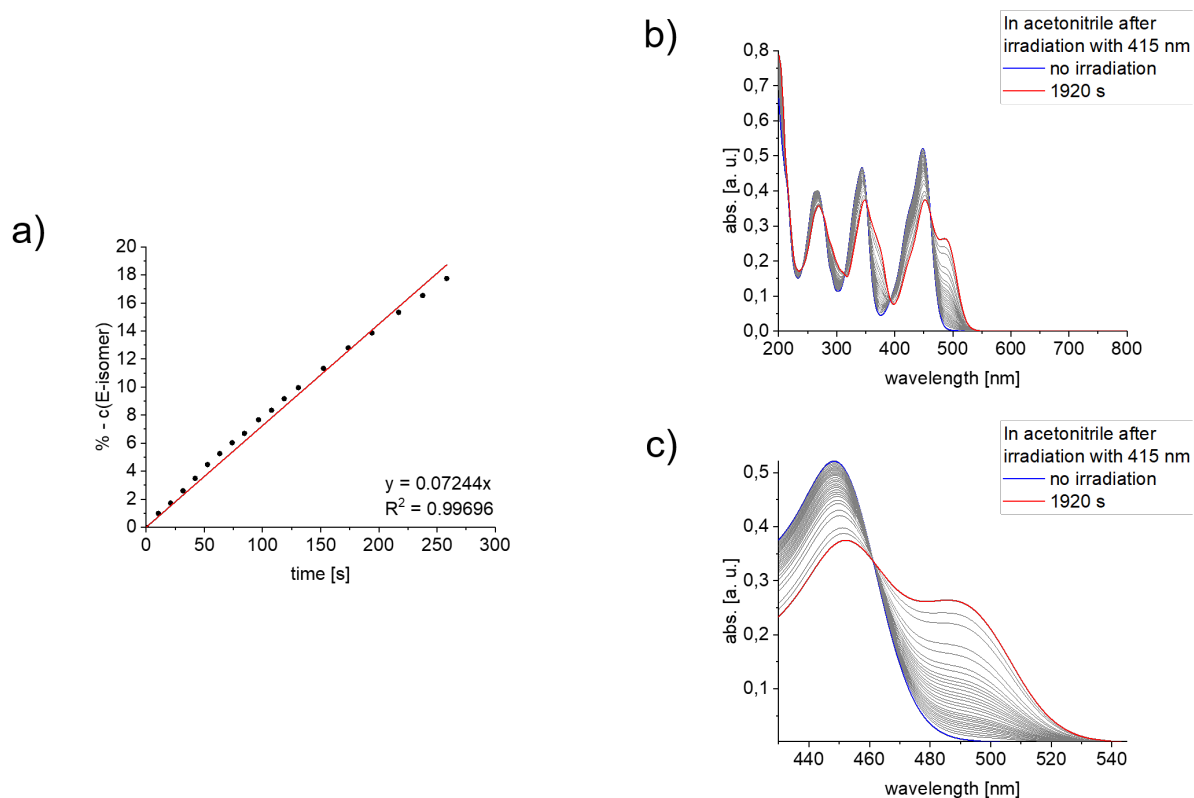 a)
% - c(E-isomer)
20
18
16
14
12
10
8
6
4
2
0
y = 0.07244x
R² = 0.99696
0 50 100 150 200 250 300
time [s]
b)
In acetonitrile after
irradiation with 415 nm
no irradiation
1920 s
abs. [a. u.]
0,8
0,7
0,6
0,5
0,4
0,3
0,2
0,1
0,0
200 300 400 500 600 700 800
wavelength [nm]
c)
In acetonitrile after
irradiation with 415 nm
no irradiation
1920 s
abs. [a. u.]
0,5
0,4
0,3
0,2
0,1
440 460 480 500 520 540
wavelength [nm]